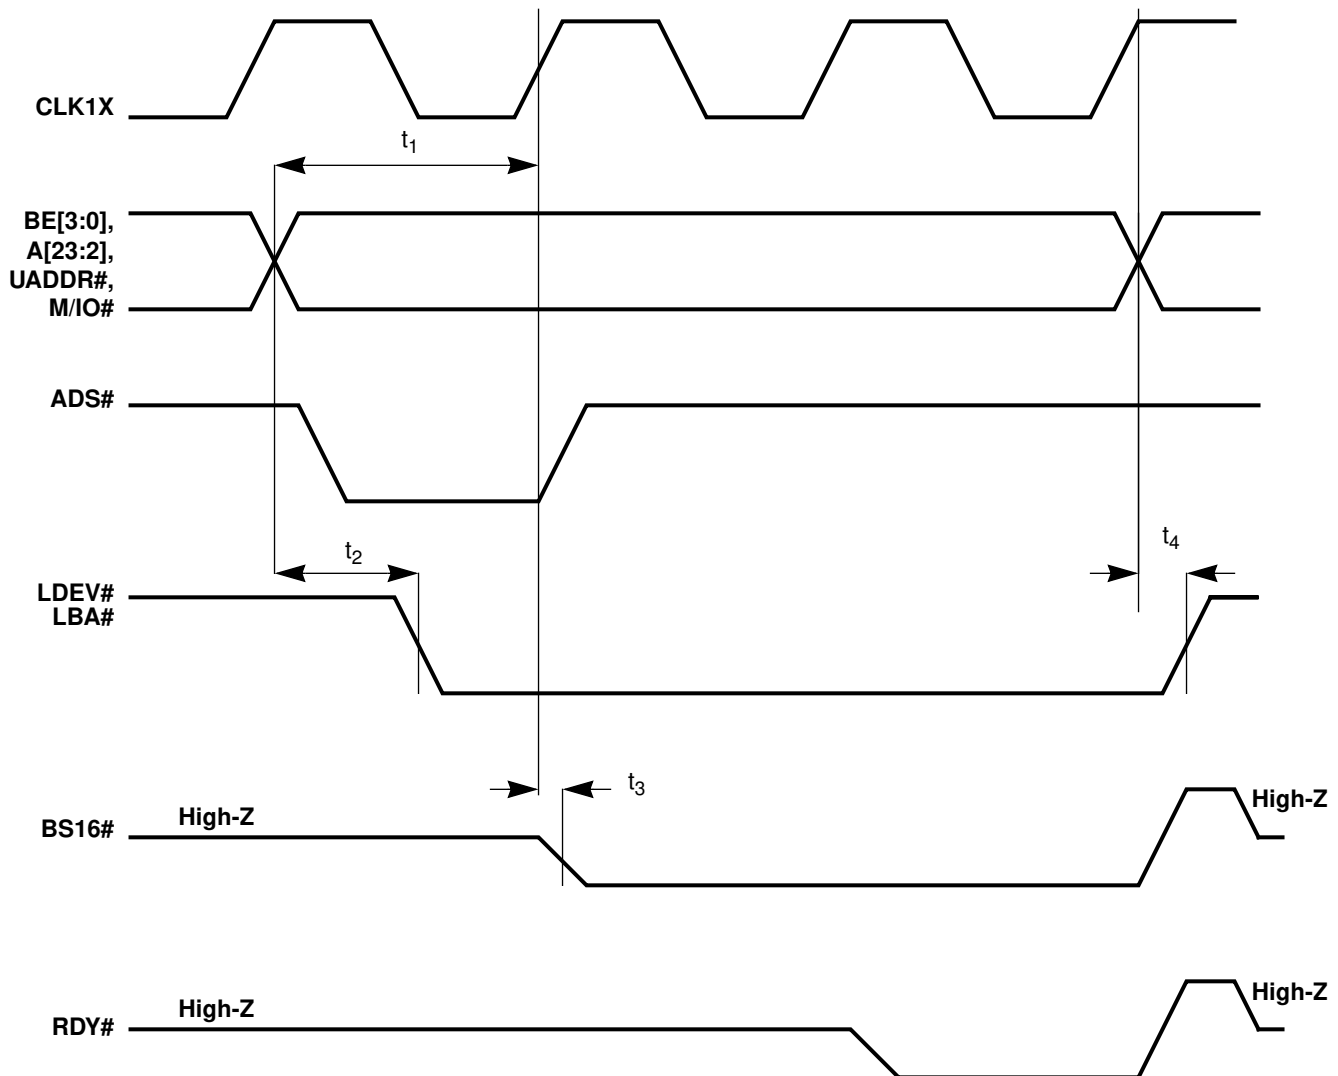 CLK1X
t1
BE[3:0],
A[23:2],
UADDR#,
M/IO#
ADS#
t2
t4
LDEV#
LBA#
t3
High-Z
High-Z
BS16#
High-Z
High-Z
RDY#